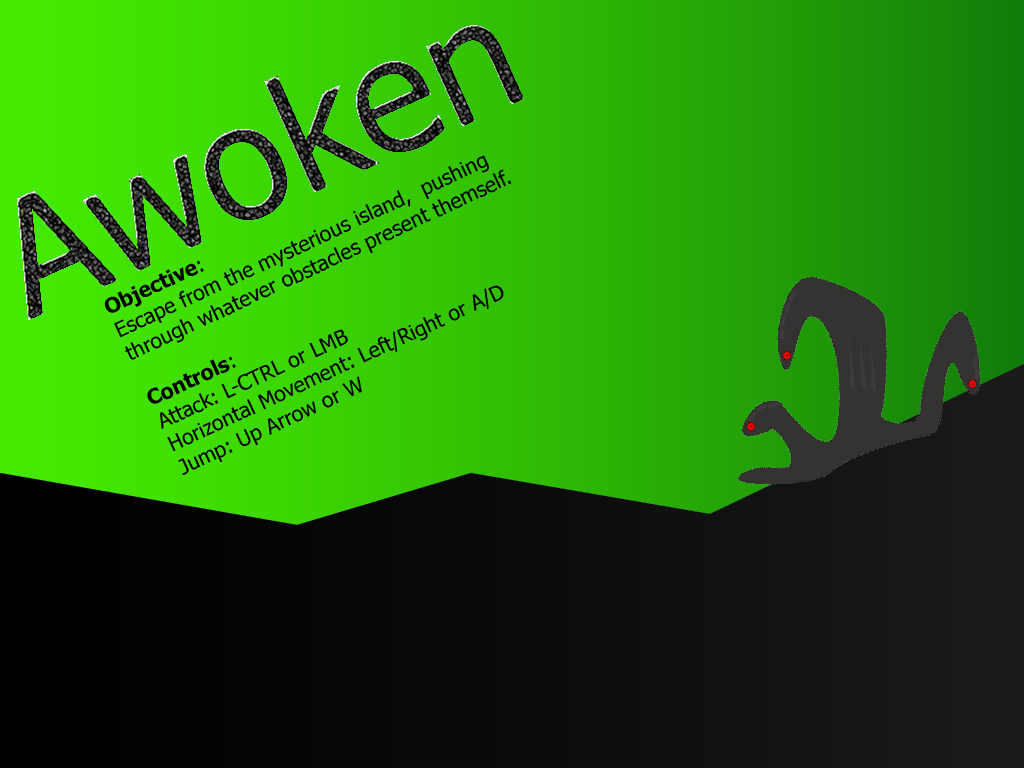 Awoken
Objective:
Escape from the mysterious island,  pushing
through whatever obstacles present themself.
Controls:
Attack: L-CTRL or LMB
Horizontal Movement: Left/Right or A/D
Jump: Up Arrow or W